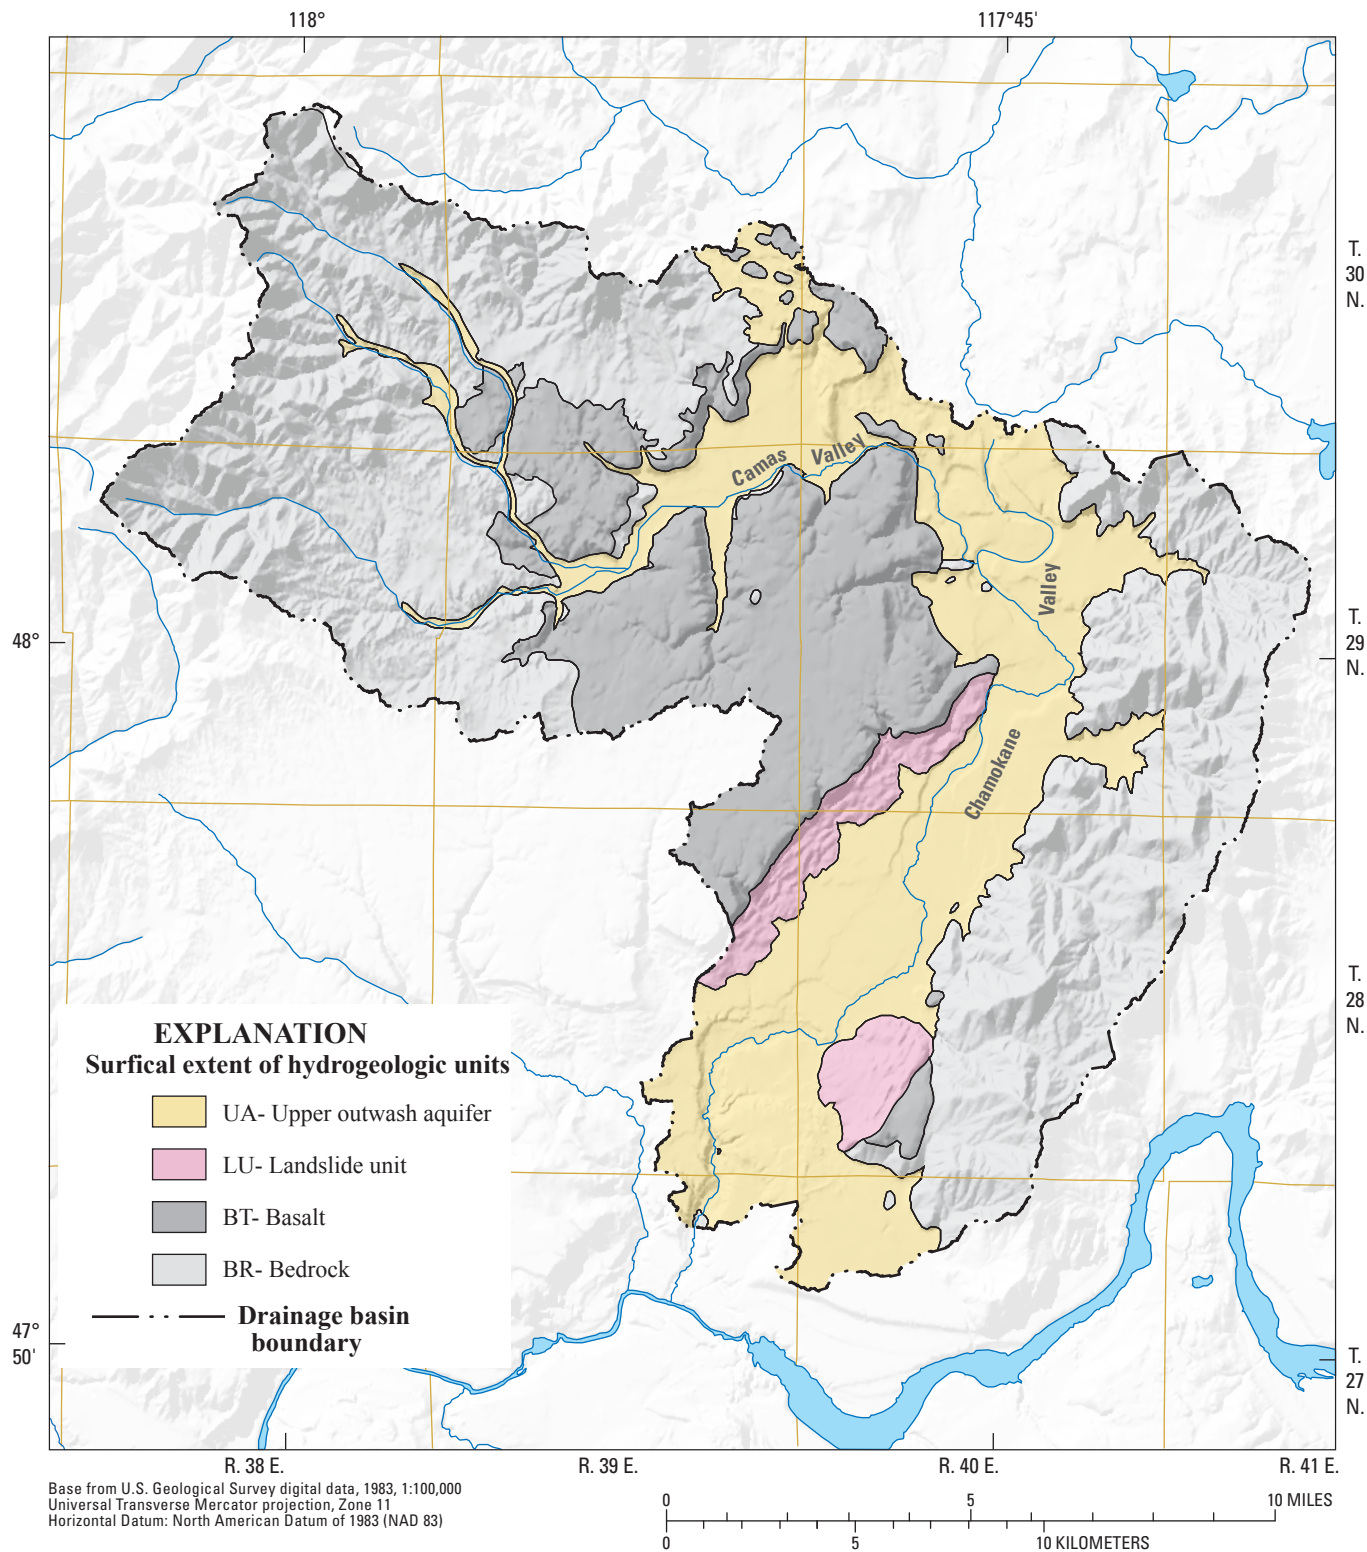 118°
117°45'
T.
30
N.
Camas Valley
Valley
48°
T.
29
N.
Chamokane
T.
28
N.
EXPLANATION
Surfical extent of hydrogeologic units
UA- Upper outwash aquifer
LU- Landslide unit
BT- Basalt
BR- Bedrock
Drainage basin
boundary
47°
50'
T.
27
N.
R. 38 E.
R. 39 E.
R. 40 E.
R. 41 E.
Base from U.S. Geological Survey digital data, 1983, 1:100,000
Universal Transverse Mercator projection, Zone 11
Horizontal Datum: North American Datum of 1983 (NAD 83)
0 5 10 MILES
0 5 10 KILOMETERS